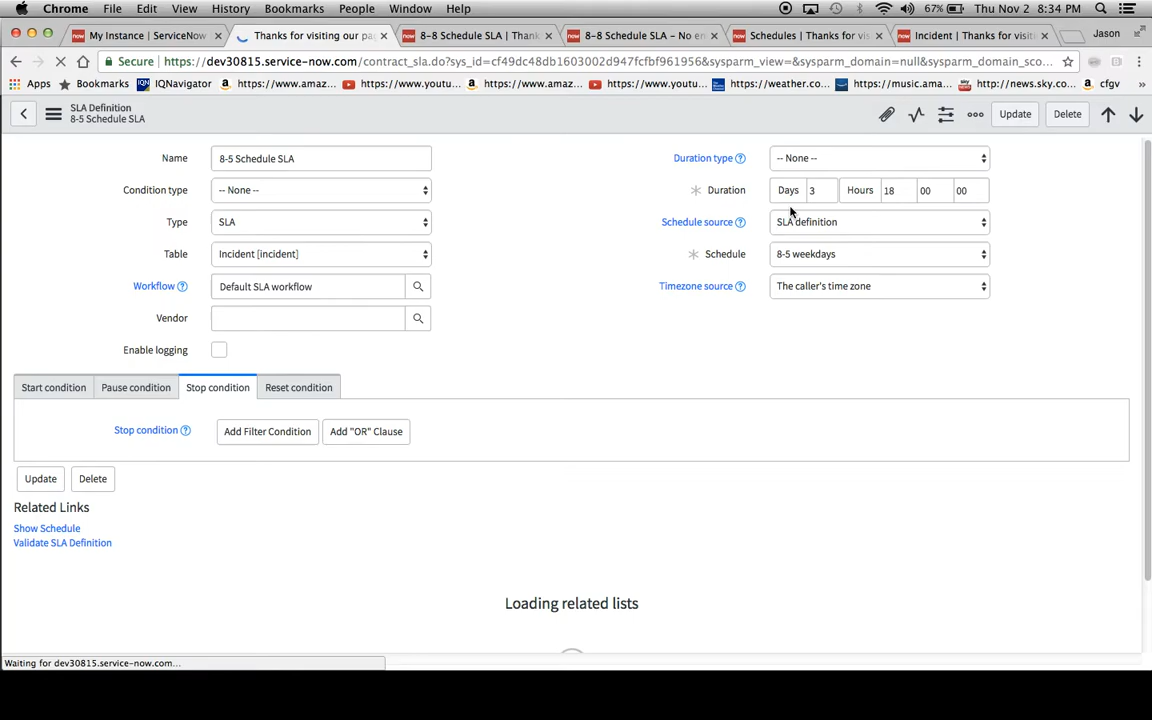 Chrome File Edit View History Bookmarks People Window Help 67% Thu Nov 2 8:34 PM
My Instance | ServiceNow × Thanks for visiting our pa × 8–8 Schedule SLA | Thank × 8–8 Schedule SLA – No en × Schedules | Thanks for vis × Incident | Thanks for visiti × Jason
Secure https://dev30815.service-now.com/contract_sla.do?sys_id=cf49dc48db1603002d947fcfbf961956&sysparm_view=&sysparm_domain=null&sysparm_domain_sco...
Apps Bookmarks IQNavigator https://www.amaz... https://www.youtu... https://www.amaz... https://www.youtu... https://weather.co... https://music.ama... http://news.sky.co... cfgv »
SLA Definition
8-5 Schedule SLA
Update Delete
Name 8-5 Schedule SLA Duration type -- None --
Condition type -- None -- Duration Days 3 Hours 18 00 00
Type SLA Schedule source SLA definition
Table Incident [incident] Schedule 8-5 weekdays
Workflow Default SLA workflow Timezone source The caller's time zone
Vendor
Enable logging
Start condition Pause condition Stop condition Reset condition
Stop condition Add Filter Condition Add "OR" Clause
Update Delete
Related Links
Show Schedule
Validate SLA Definition
Loading related lists
Waiting for dev30815.service-now.com...